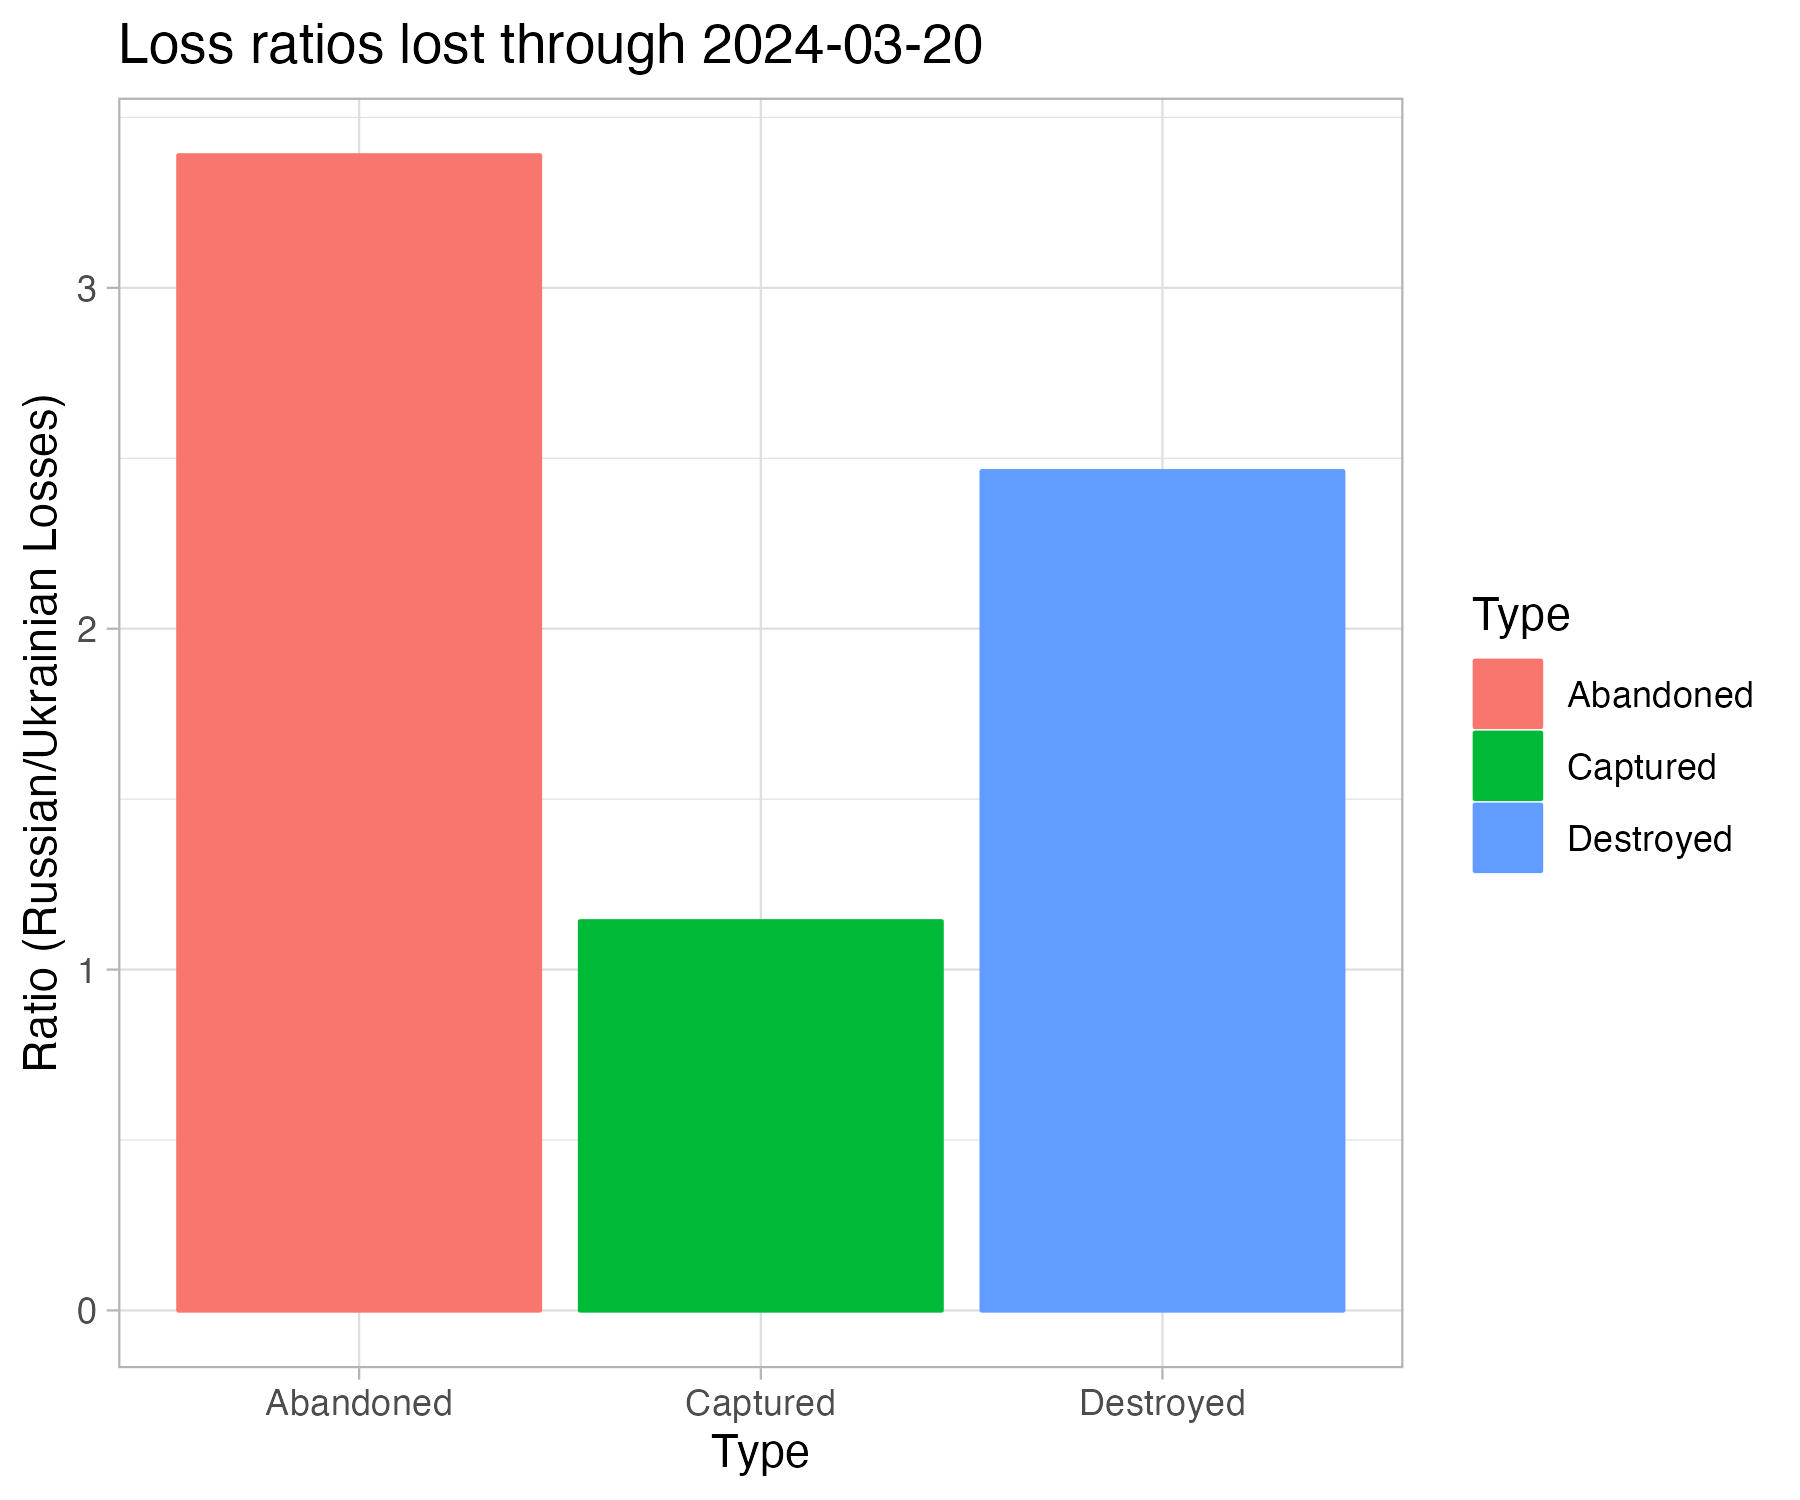 Loss ratios lost through 2024-03-20
Ratio (Russian/Ukrainian Losses)
3
2
1
0
Abandoned
Captured
Destroyed
Type
Type
Abandoned
Captured
Destroyed